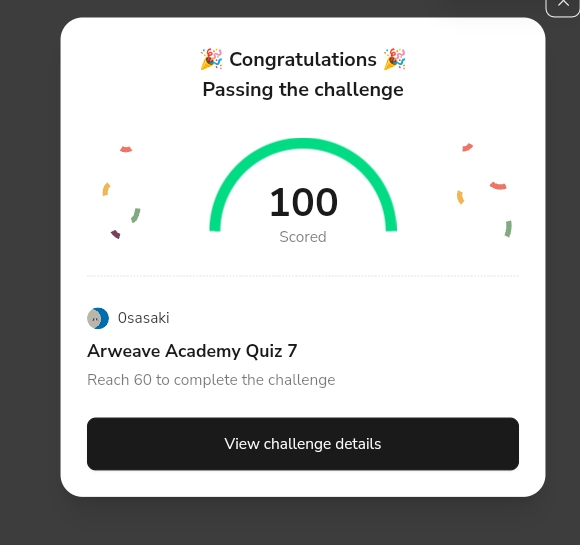 🎉 Congratulations 🎉
Passing the challenge
100
Scored
0sasaki
Arweave Academy Quiz 7
Reach 60 to complete the challenge
View challenge details